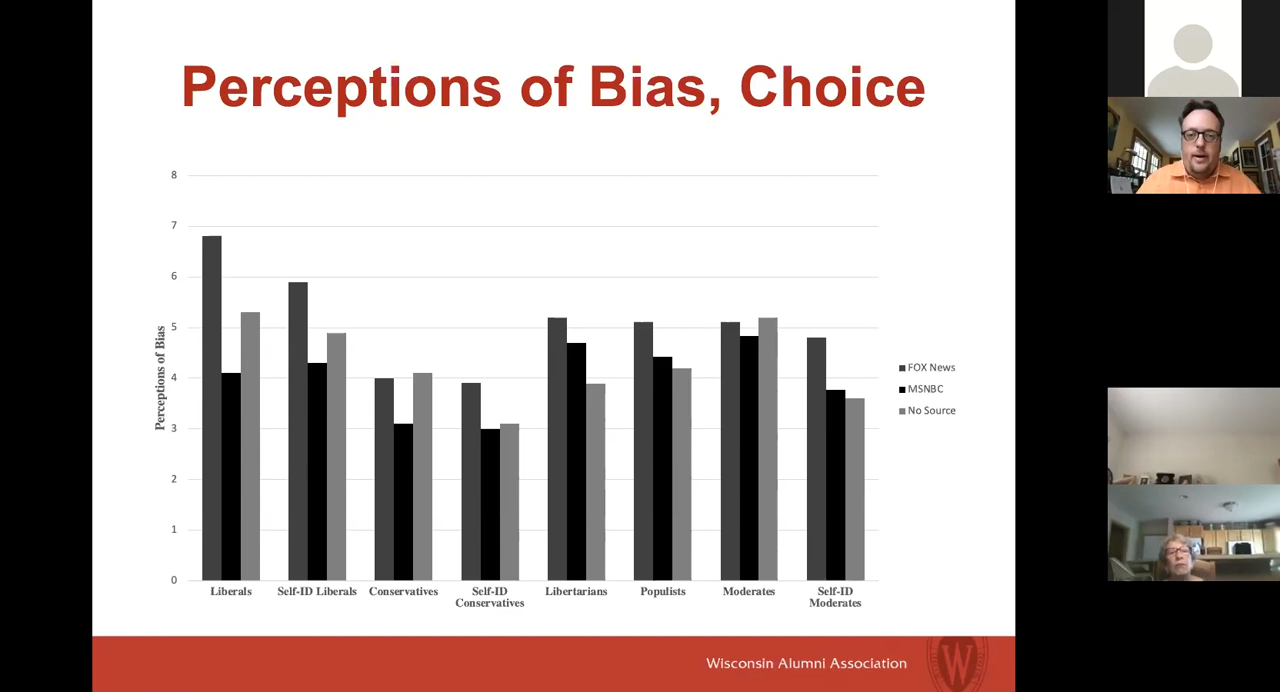 Perceptions of Bias, Choice
8
7
6
5
4
3
2
1
0
Perceptions of Bias
FOX News
MSNBC
No Source
Liberals
Self-ID Liberals
Conservatives
Self-ID
Conservatives
Libertarians
Populists
Moderates
Self-ID
Moderates
Wisconsin Alumni Association
W